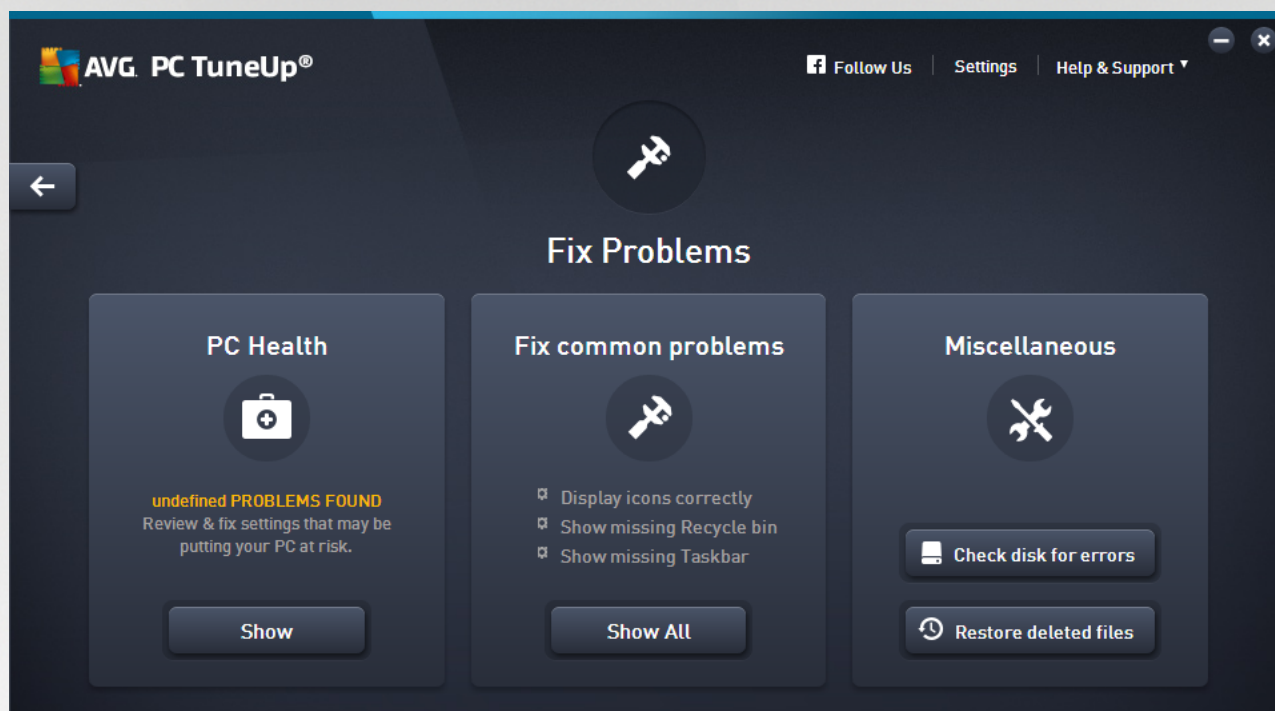 AVG. PC TuneUp®
Follow Us
Settings
Help & Support
Fix Problems
PC Health
undefined PROBLEMS FOUND
Review & fix settings that may be
putting your PC at risk.
Show
Fix common problems
Display icons correctly
Show missing Recycle bin
Show missing Taskbar
Show All
Miscellaneous
Check disk for errors
Restore deleted files